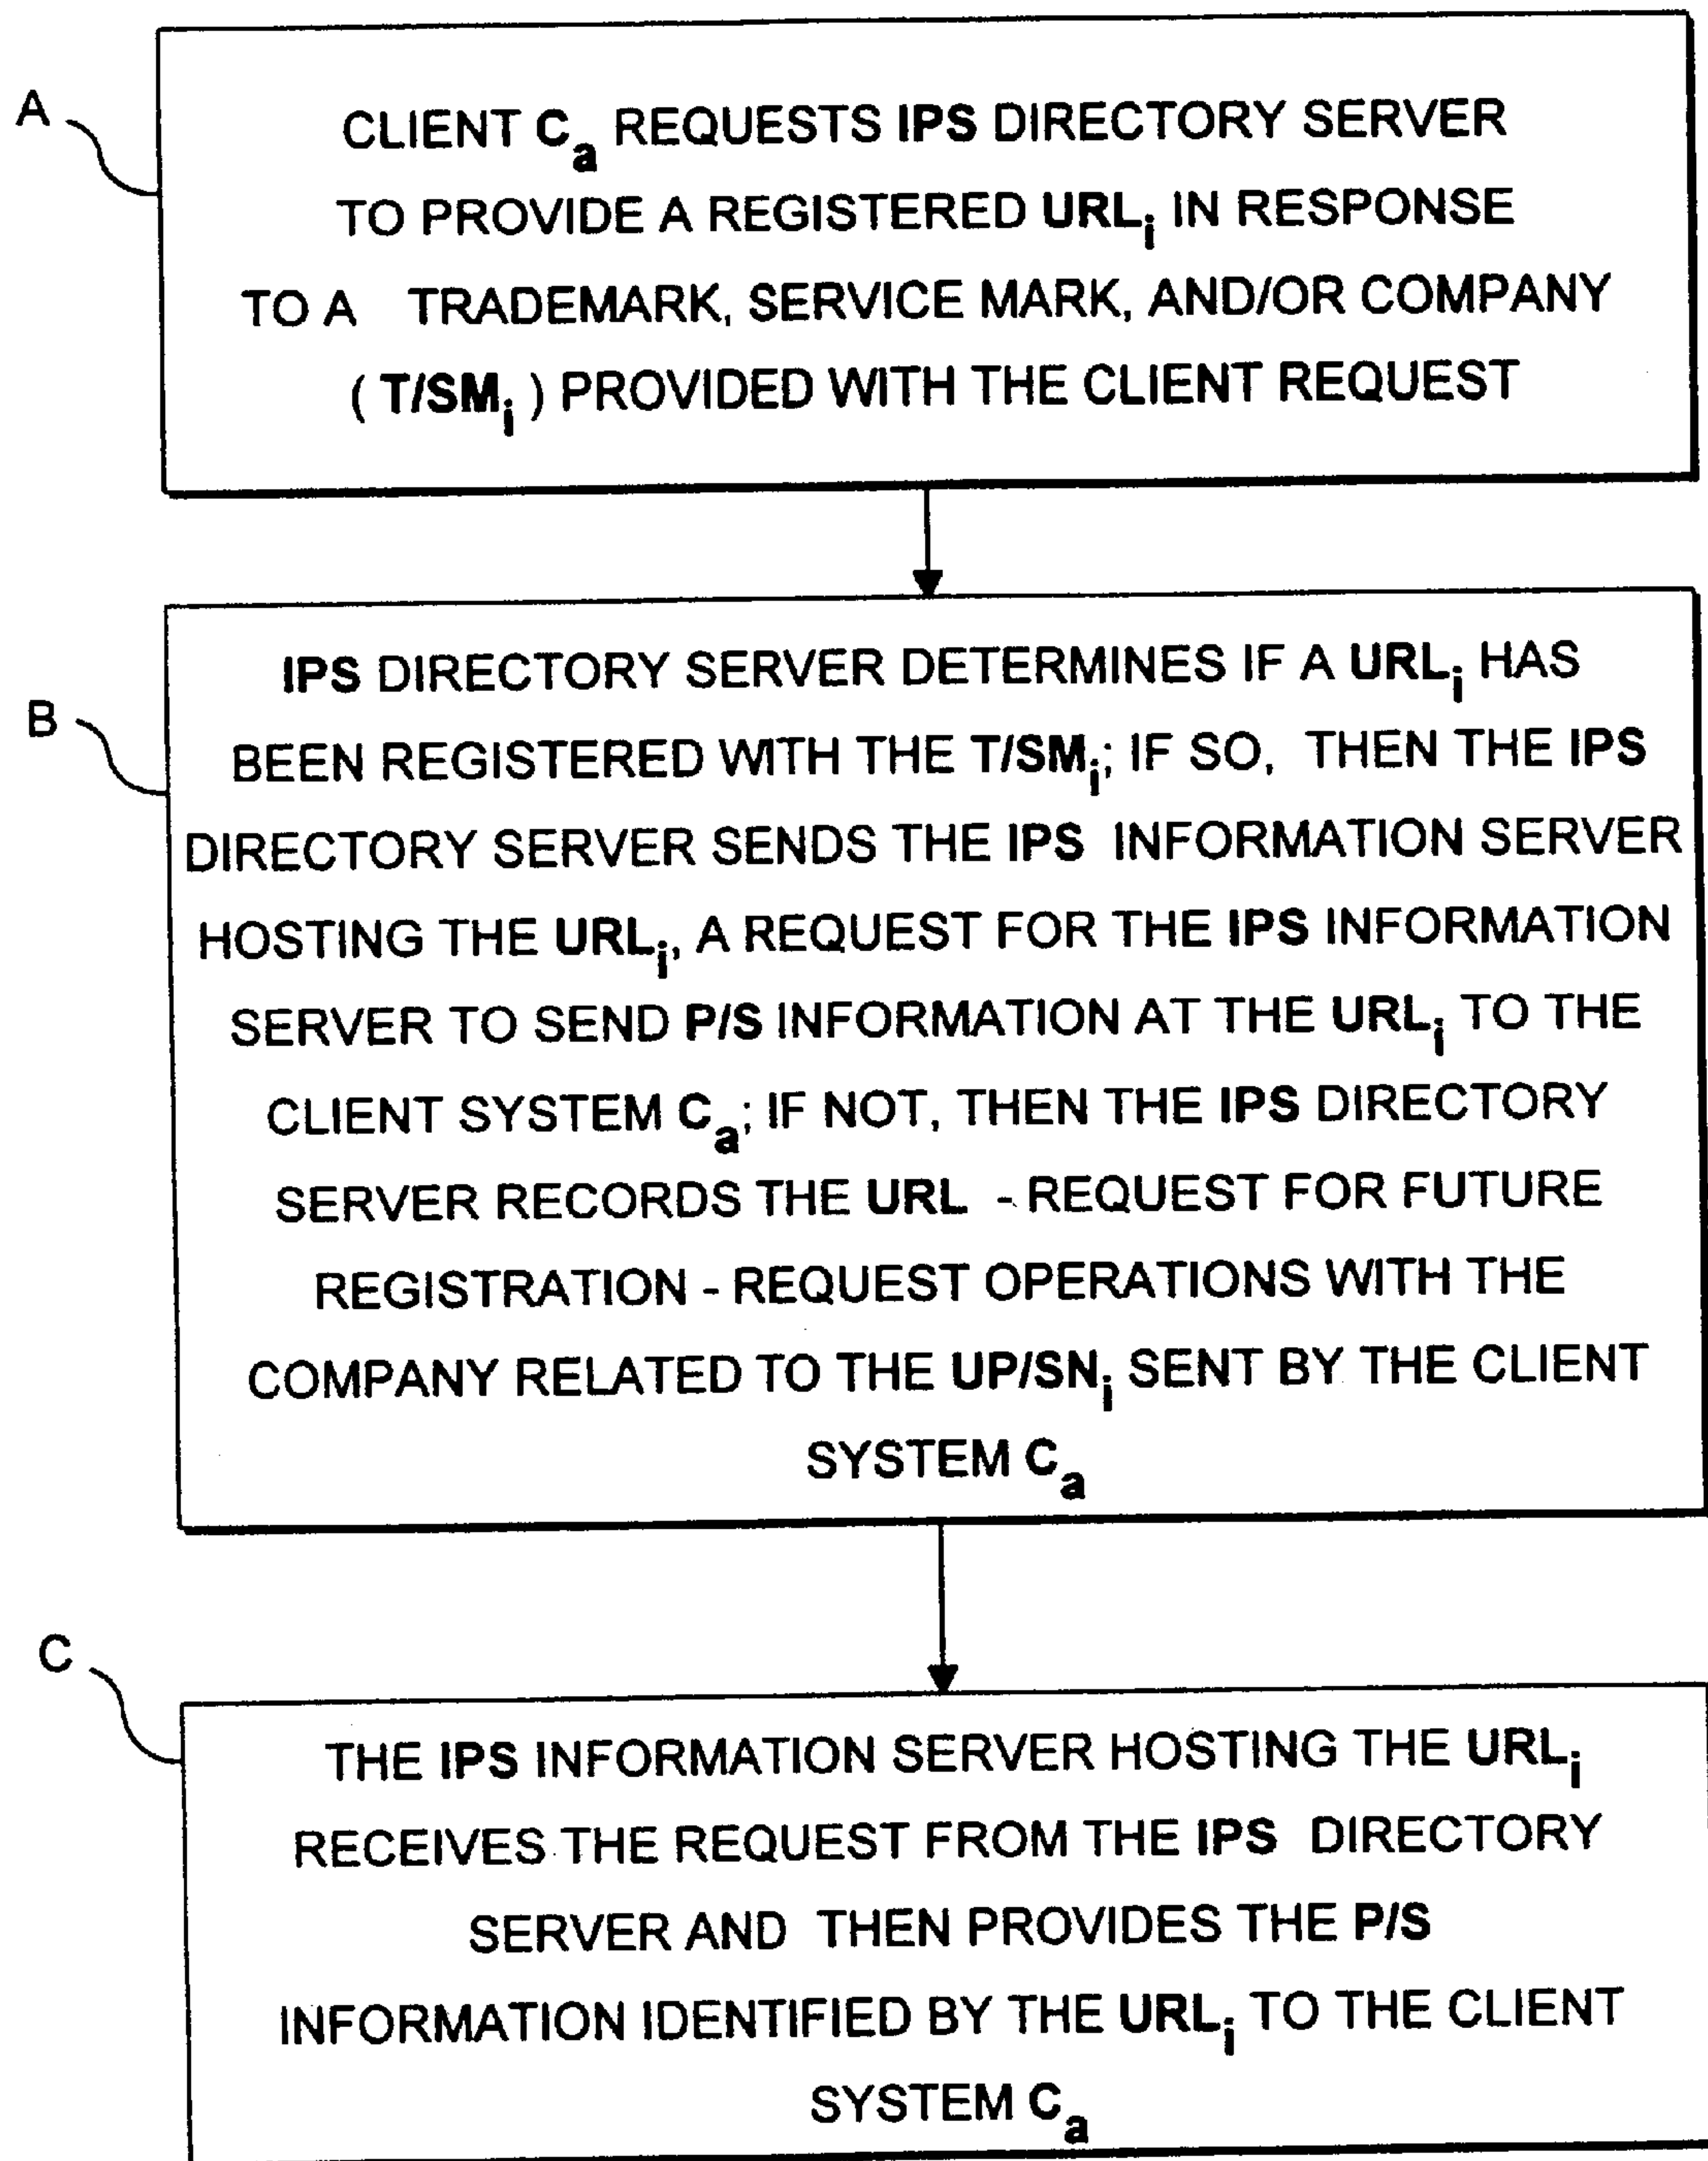 A
CLIENT Ca REQUESTS IPS DIRECTORY SERVER
TO PROVIDE A REGISTERED URLi IN RESPONSE
TO A TRADEMARK, SERVICE MARK, AND/OR COMPANY
( T/SMi ) PROVIDED WITH THE CLIENT REQUEST
B
IPS DIRECTORY SERVER DETERMINES IF A URLi HAS
BEEN REGISTERED WITH THE T/SMi; IF SO, THEN THE IPS
DIRECTORY SERVER SENDS THE IPS INFORMATION SERVER
HOSTING THE URLi, A REQUEST FOR THE IPS INFORMATION
SERVER TO SEND P/S INFORMATION AT THE URLi TO THE
CLIENT SYSTEM Ca; IF NOT, THEN THE IPS DIRECTORY
SERVER RECORDS THE URL - REQUEST FOR FUTURE
REGISTRATION - REQUEST OPERATIONS WITH THE
COMPANY RELATED TO THE UP/SNi SENT BY THE CLIENT
SYSTEM Ca
C
THE IPS INFORMATION SERVER HOSTING THE URLi
RECEIVES THE REQUEST FROM THE IPS DIRECTORY
SERVER AND THEN PROVIDES THE P/S
INFORMATION IDENTIFIED BY THE URLi TO THE CLIENT
SYSTEM Ca